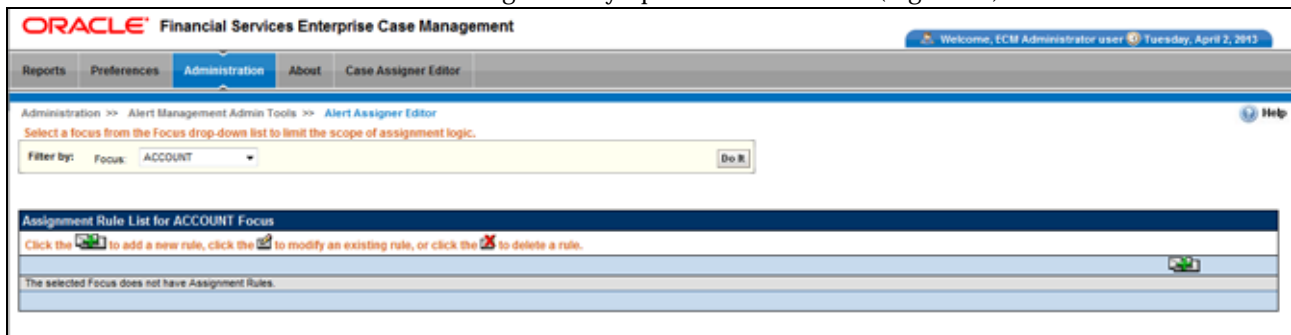 ORACLE® Financial Services Enterprise Case Management
Welcome, ECM Administrator user Tuesday, April 2, 2013
Reports Preferences Administration About Case Assigner Editor
Administration >> Alert Management Admin Tools >> Alert Assigner Editor Help
Select a focus from the Focus drop-down list to limit the scope of assignment logic.
Filter by: Focus: ACCOUNT Do It
Assignment Rule List for ACCOUNT Focus
Click the to add a new rule, click the to modify an existing rule, or click the to delete a rule.
The selected Focus does not have Assignment Rules.